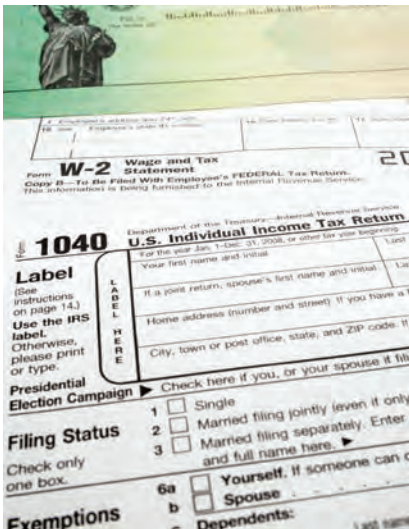 Form W-2 Wage and Tax
Statement
20
Copy B—To Be Filed With Employee's FEDERAL Tax Return.
This information is being furnished to the Internal Revenue Service.
Department of the Treasury—Internal Revenue Service
Form 1040 U.S. Individual Income Tax Return
For the year Jan. 1–Dec. 31, 2008, or other tax year beginning
Label
(See
instructions
on page 14.)
Use the IRS
label.
Otherwise,
please print
or type.
LABEL HERE
Your first name and initial
Last
If a joint return, spouse's first name and initial
La
Home address (number and street). If you have a
City, town or post office, state, and ZIP code. If
Presidential
Election Campaign ▶ Check here if you, or your spouse if fili
Filing Status
Check only
one box.
1 Single
2 Married filing jointly (even if only
3 Married filing separately. Enter
and full name here. ▶
Exemptions
6a Yourself. If someone can c
b Spouse . . . . .
Dependents: